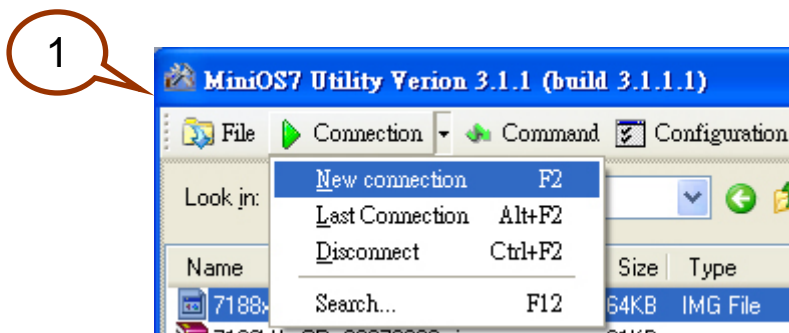 1
MiniOS7 Utility Verion 3.1.1 (build 3.1.1.1)
File Connection Command Configuration
Look in:
New connection F2
Last Connection Alt+F2
Disconnect Ctrl+F2
Search... F12
Name Size Type
7188x 64KB IMG File